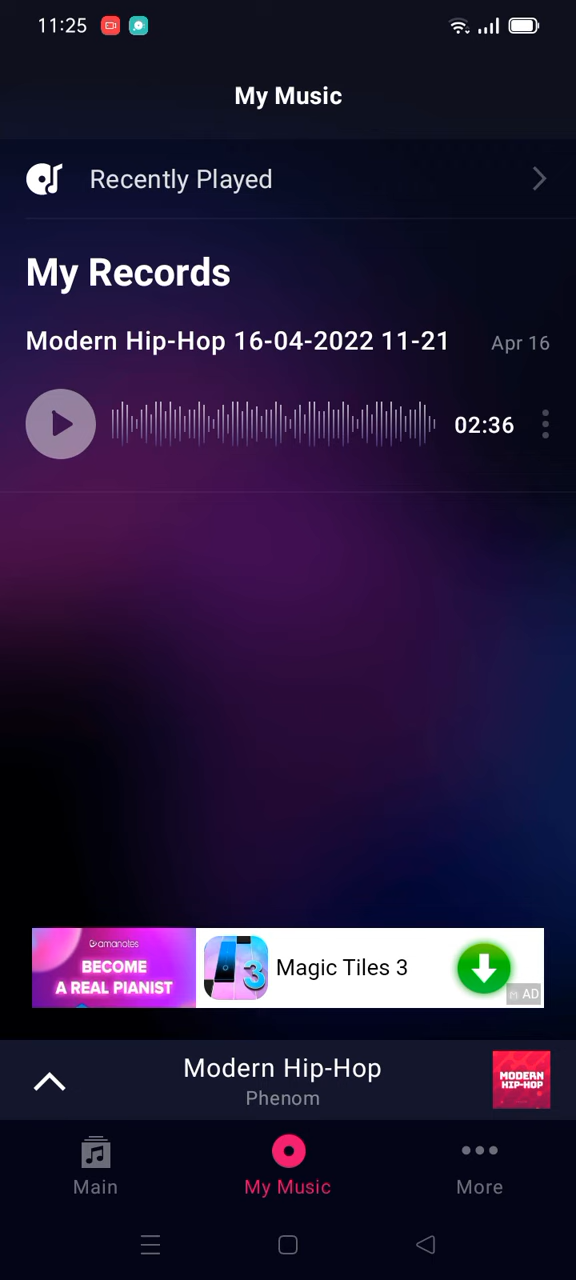 11:25
My Music
Recently Played
My Records
Modern Hip-Hop 16-04-2022 11-21
Apr 16
02:36
amanotes
BECOME
A REAL PIANIST
3
Magic Tiles 3
AD
Modern Hip-Hop
Phenom
MODERN
HIP-HOP
Main
My Music
More